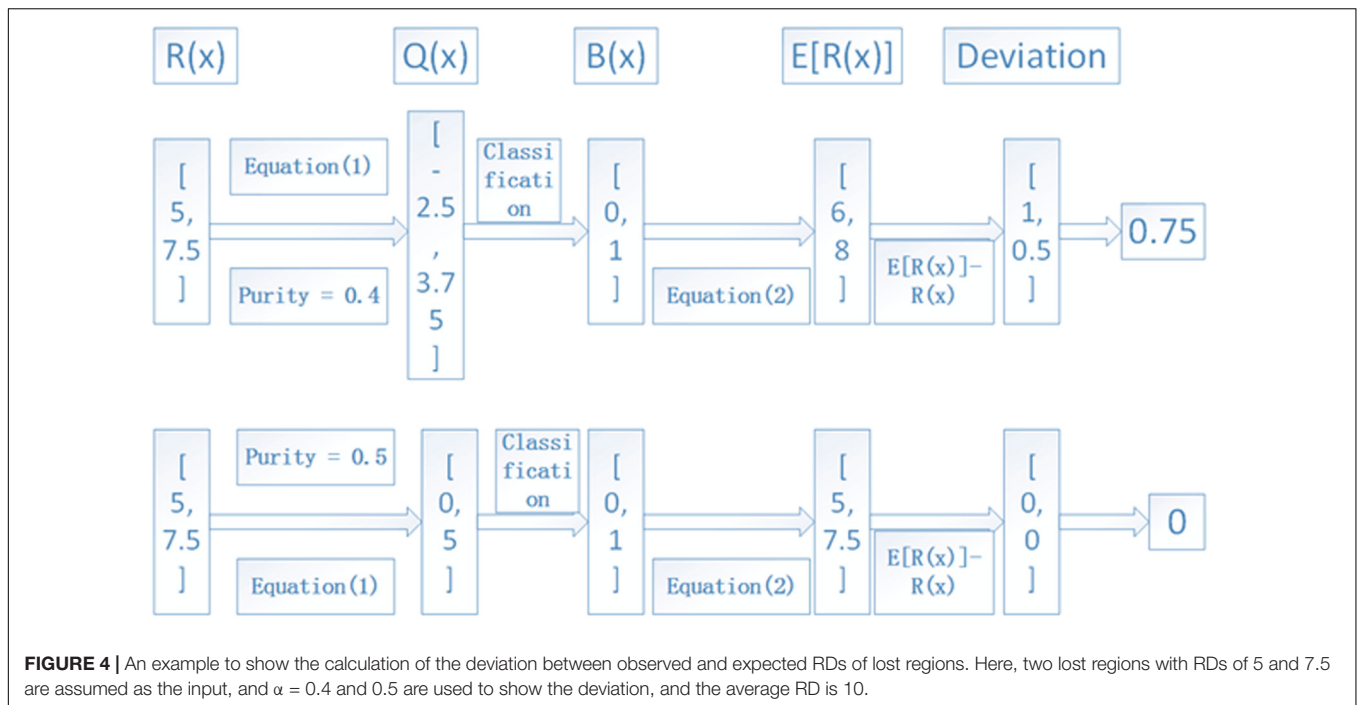 R(x)
Q(x)
B(x)
E[R(x)]
Deviation
[
5,
7.5
]
Equation(1)
Purity = 0.4
[
-
2.5
,
3.7
5
]
Classi
ficati
on
[
0,
1
]
Equation(2)
[
6,
8
]
E[R(x)]-
R(x)
[
1,
0.5
]
0.75
[
5,
7.5
]
Purity = 0.5
Equation(1)
[
0,
5
]
Classi
ficati
on
[
0,
1
]
Equation(2)
[
5,
7.5
]
E[R(x)]-
R(x)
[
0,
0
]
0
FIGURE 4 | An example to show the calculation of the deviation between observed and expected RDs of lost regions. Here, two lost regions with RDs of 5 and 7.5
are assumed as the input, and α = 0.4 and 0.5 are used to show the deviation, and the average RD is 10.